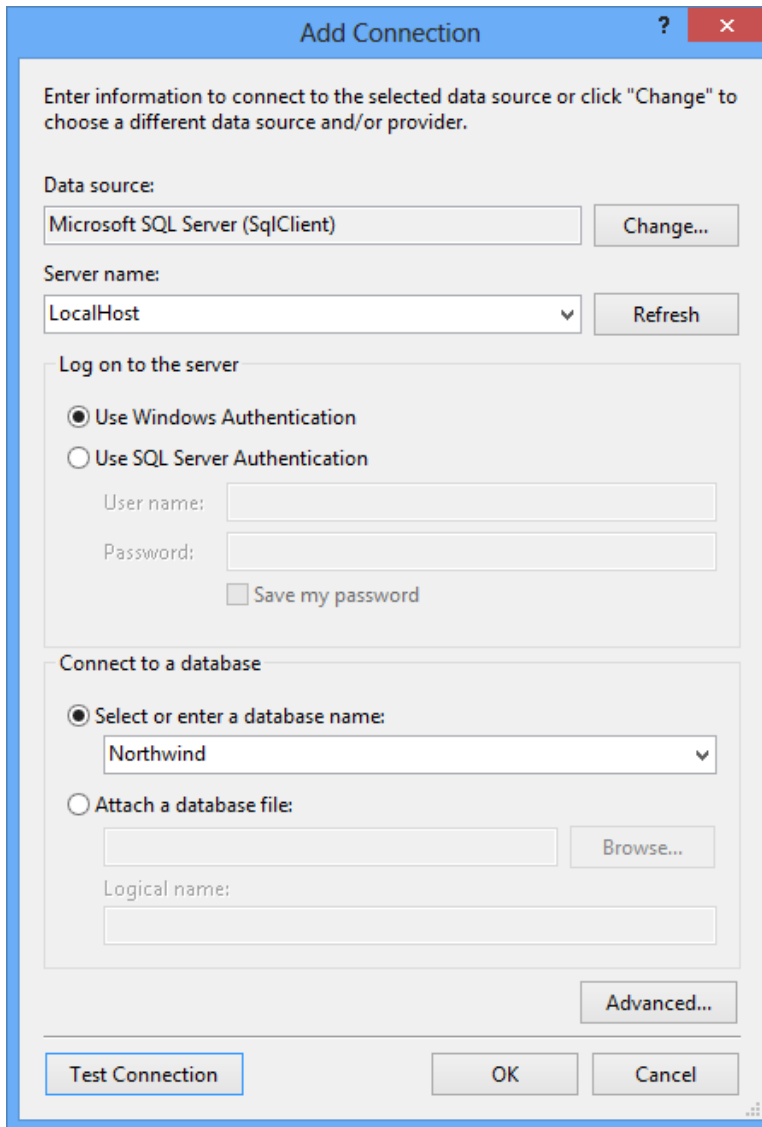 Add Connection
?
Enter information to connect to the selected data source or click "Change" to
choose a different data source and/or provider.
Data source:
Microsoft SQL Server (SqlClient)
Change...
Server name:
LocalHost
Refresh
Log on to the server
Use Windows Authentication
Use SQL Server Authentication
User name:
Password:
Save my password
Connect to a database
Select or enter a database name:
Northwind
Attach a database file:
Browse...
Logical name:
Advanced...
Test Connection
OK
Cancel